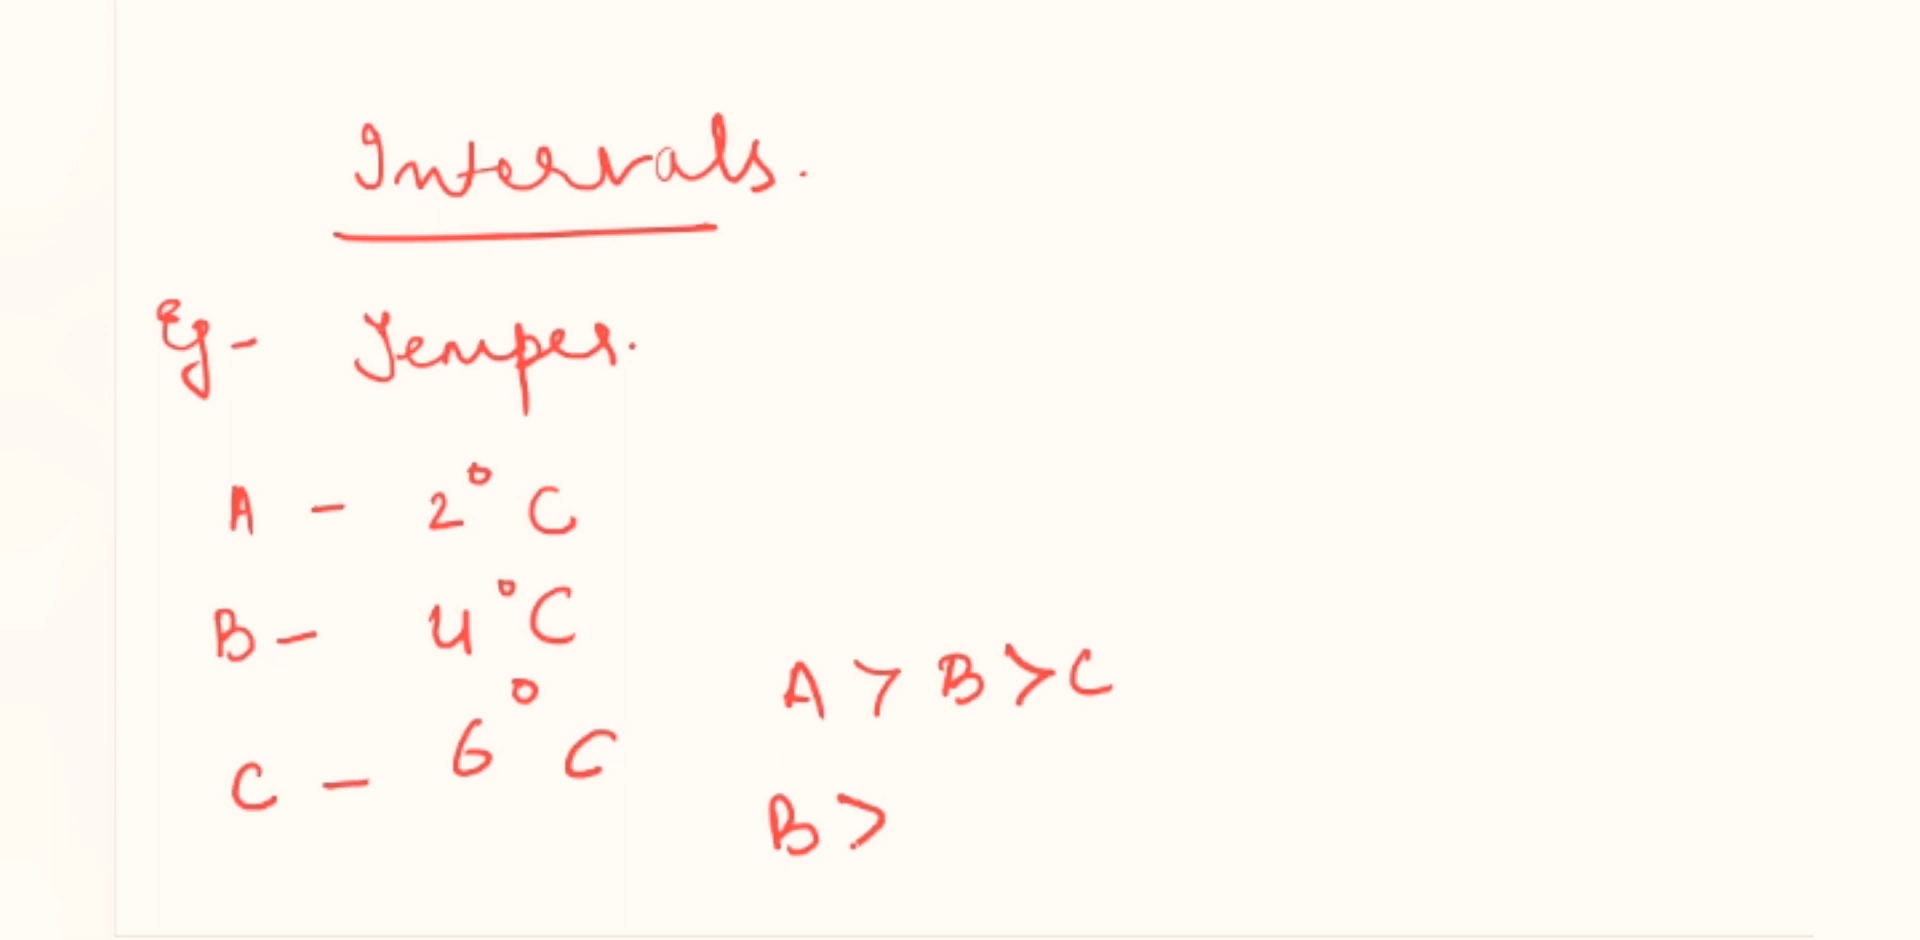 Intervals.
Eg- Temper.
A - 2°C
B - 4°C
C - 6°C
A > B > C
B >